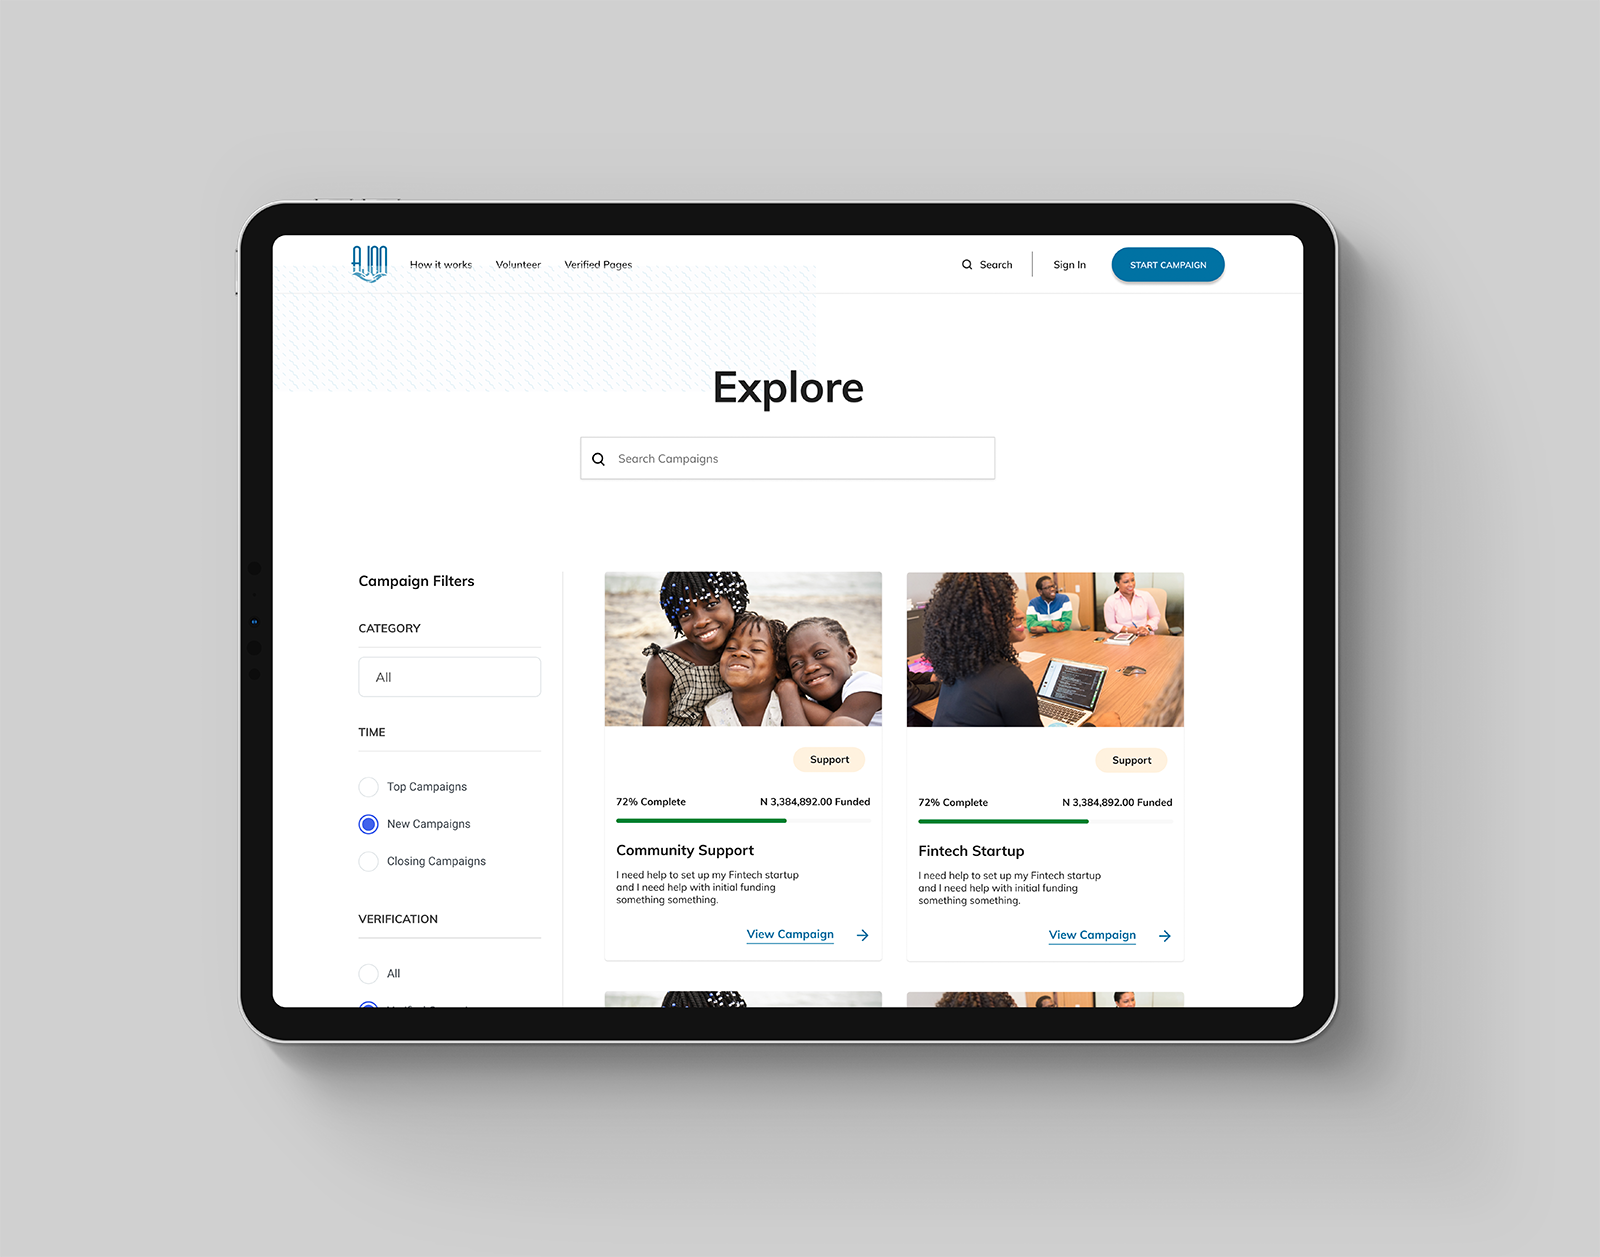 AJOO
How it works
Volunteer
Verified Pages
Search
Sign In
START CAMPAIGN
Explore
Search Campaigns
Campaign Filters
CATEGORY
All
TIME
Top Campaigns
New Campaigns
Closing Campaigns
VERIFICATION
All
Support
72% Complete
N 3,384,892.00 Funded
Community Support
I need help to set up my Fintech startup
and I need help with initial funding
something something.
View Campaign
Support
72% Complete
N 3,384,892.00 Funded
Fintech Startup
I need help to set up my Fintech startup
and I need help with initial funding
something something.
View Campaign